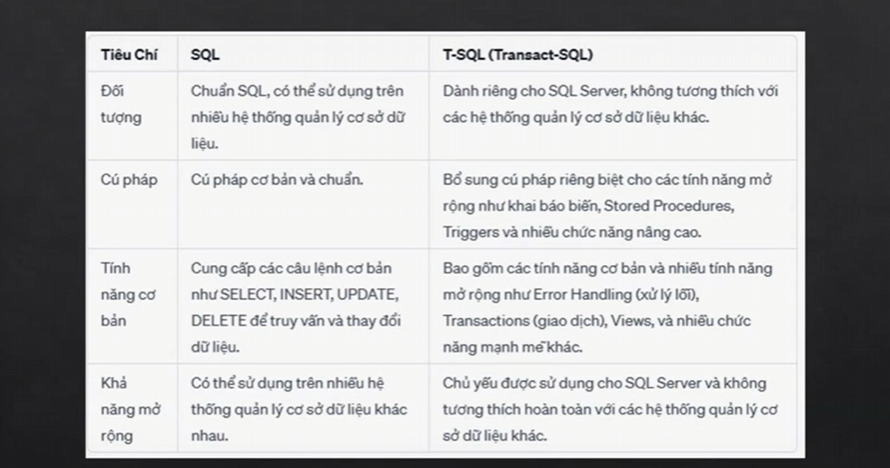 Tiêu Chí SQL T-SQL (Transact-SQL)
Đối Chuẩn SQL, có thể sử dụng trên Dành riêng cho SQL Server, không tương thích với
tượng nhiều hệ thống quản lý cơ sở dữ các hệ thống quản lý cơ sở dữ liệu khác.
liệu.
Cú pháp Cú pháp cơ bản và chuẩn. Bổ sung cú pháp riêng biệt cho các tính năng mở
rộng như khai báo biến, Stored Procedures,
Triggers và nhiều chức năng nâng cao.
Tính Cung cấp các câu lệnh cơ bản Bao gồm các tính năng cơ bản và nhiều tính năng
năng cơ như SELECT, INSERT, UPDATE, mở rộng như Error Handling (xử lý lỗi),
bản DELETE để truy vấn và thay đổi Transactions (giao dịch), Views, và nhiều chức
dữ liệu. năng mạnh mẽ khác.
Khả Có thể sử dụng trên nhiều hệ Chủ yếu được sử dụng cho SQL Server và không
năng mở thống quản lý cơ sở dữ liệu khác tương thích hoàn toàn với các hệ thống quản lý cơ
rộng nhau. sở dữ liệu khác.